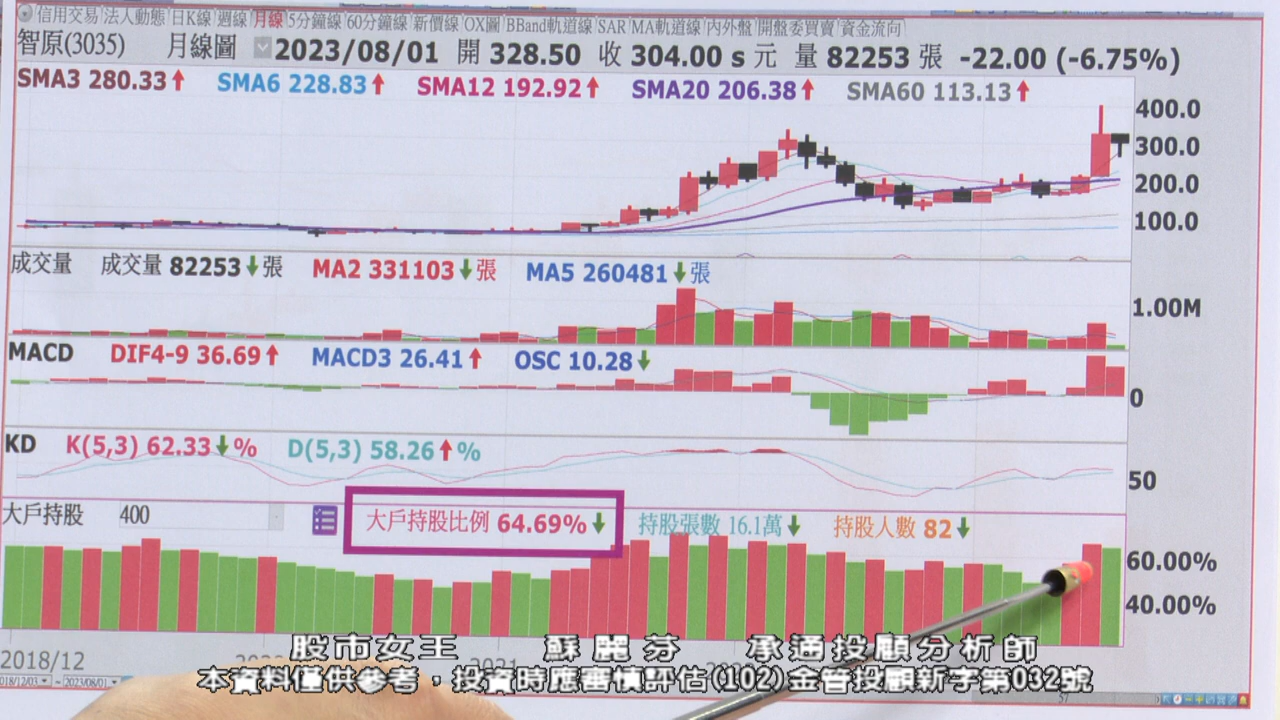 信用交易 法人動態 日K線 週線 月線 5分鐘線 60分鐘線 新價線 OX圖 BBand軌道線 SAR MA軌道線 內外盤 開盤委買賣 資金流向
智原(3035) 月線圖 2023/08/01 開 328.50 收 304.00 s 元 量 82253 張 -22.00 (-6.75%)
SMA3 280.33↑ SMA6 228.83↑ SMA12 192.92↑ SMA20 206.38↑ SMA60 113.13↑
400.0
300.0
200.0
100.0
成交量 成交量 82253↓張 MA2 331103↓張 MA5 260481↓張
1.00M
MACD DIF4-9 36.69↑ MACD3 26.41↑ OSC 10.28↓
0
KD K(5,3) 62.33↓% D(5,3) 58.26↑%
50
大戶持股 400 大戶持股比例 64.69%↓ 持股張數 16.1萬↓ 持股人數 82↓
60.00%
40.00%
股市女王 蘇麗芬 承通投顧分析師
2018/12 2021
本資料僅供參考，投資時應審慎評估(102)金管投顧新字第032號